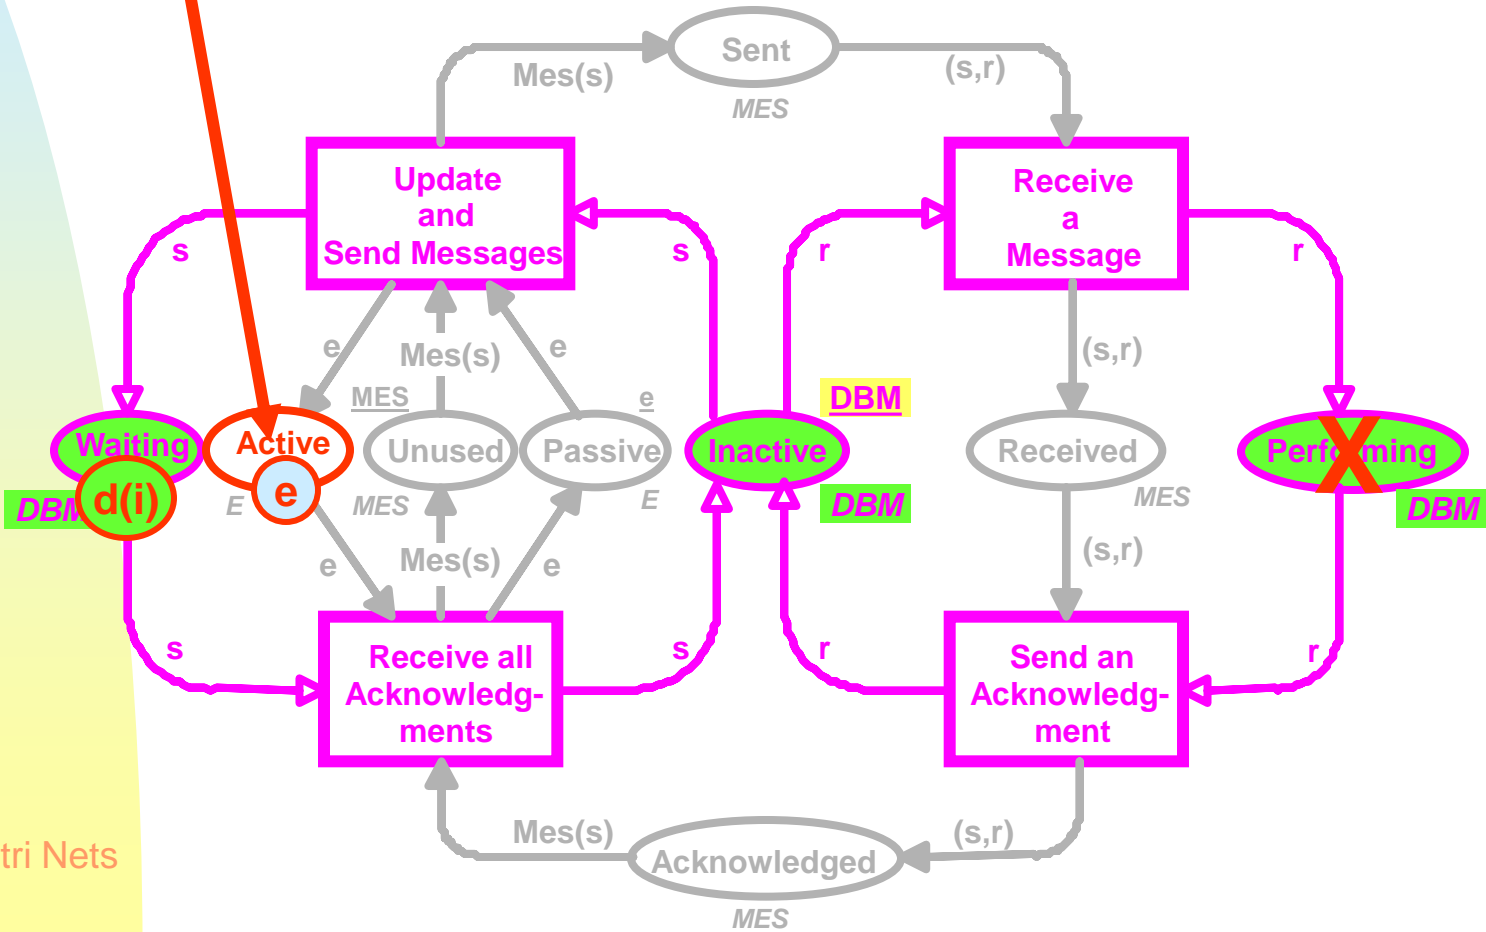 Sent
Mes(s)
(s,r)
MES
Update
and
Send Messages
Receive
a
Message
s
s
r
r
e
Mes(s)
e
(s,r)
MES
e
DBM
Waiting
Active
Unused
Passive
Inactive
Received
Performing
X
d(i)
e
DBM
E
MES
E
DBM
MES
DBM
e
Mes(s)
e
(s,r)
s
s
r
r
Receive all
Acknowledg-
ments
Send an
Acknowledg-
ment
Mes(s)
(s,r)
Acknowledged
MES
tri Nets